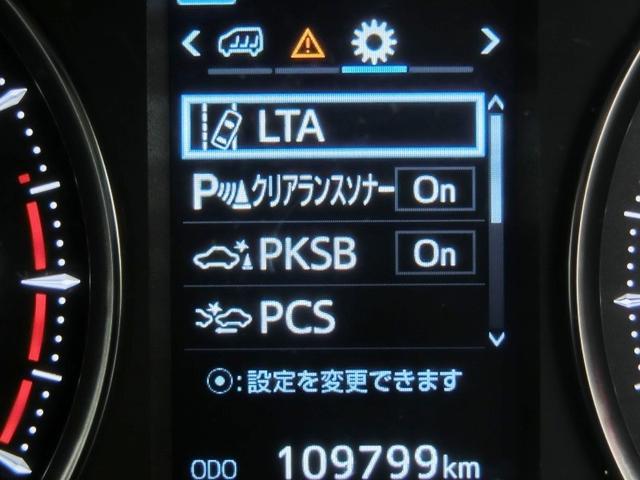 LTA
Pクリアランスソナー On
PKSB On
PCS
⦿:設定を変更できます
ODO 109799km